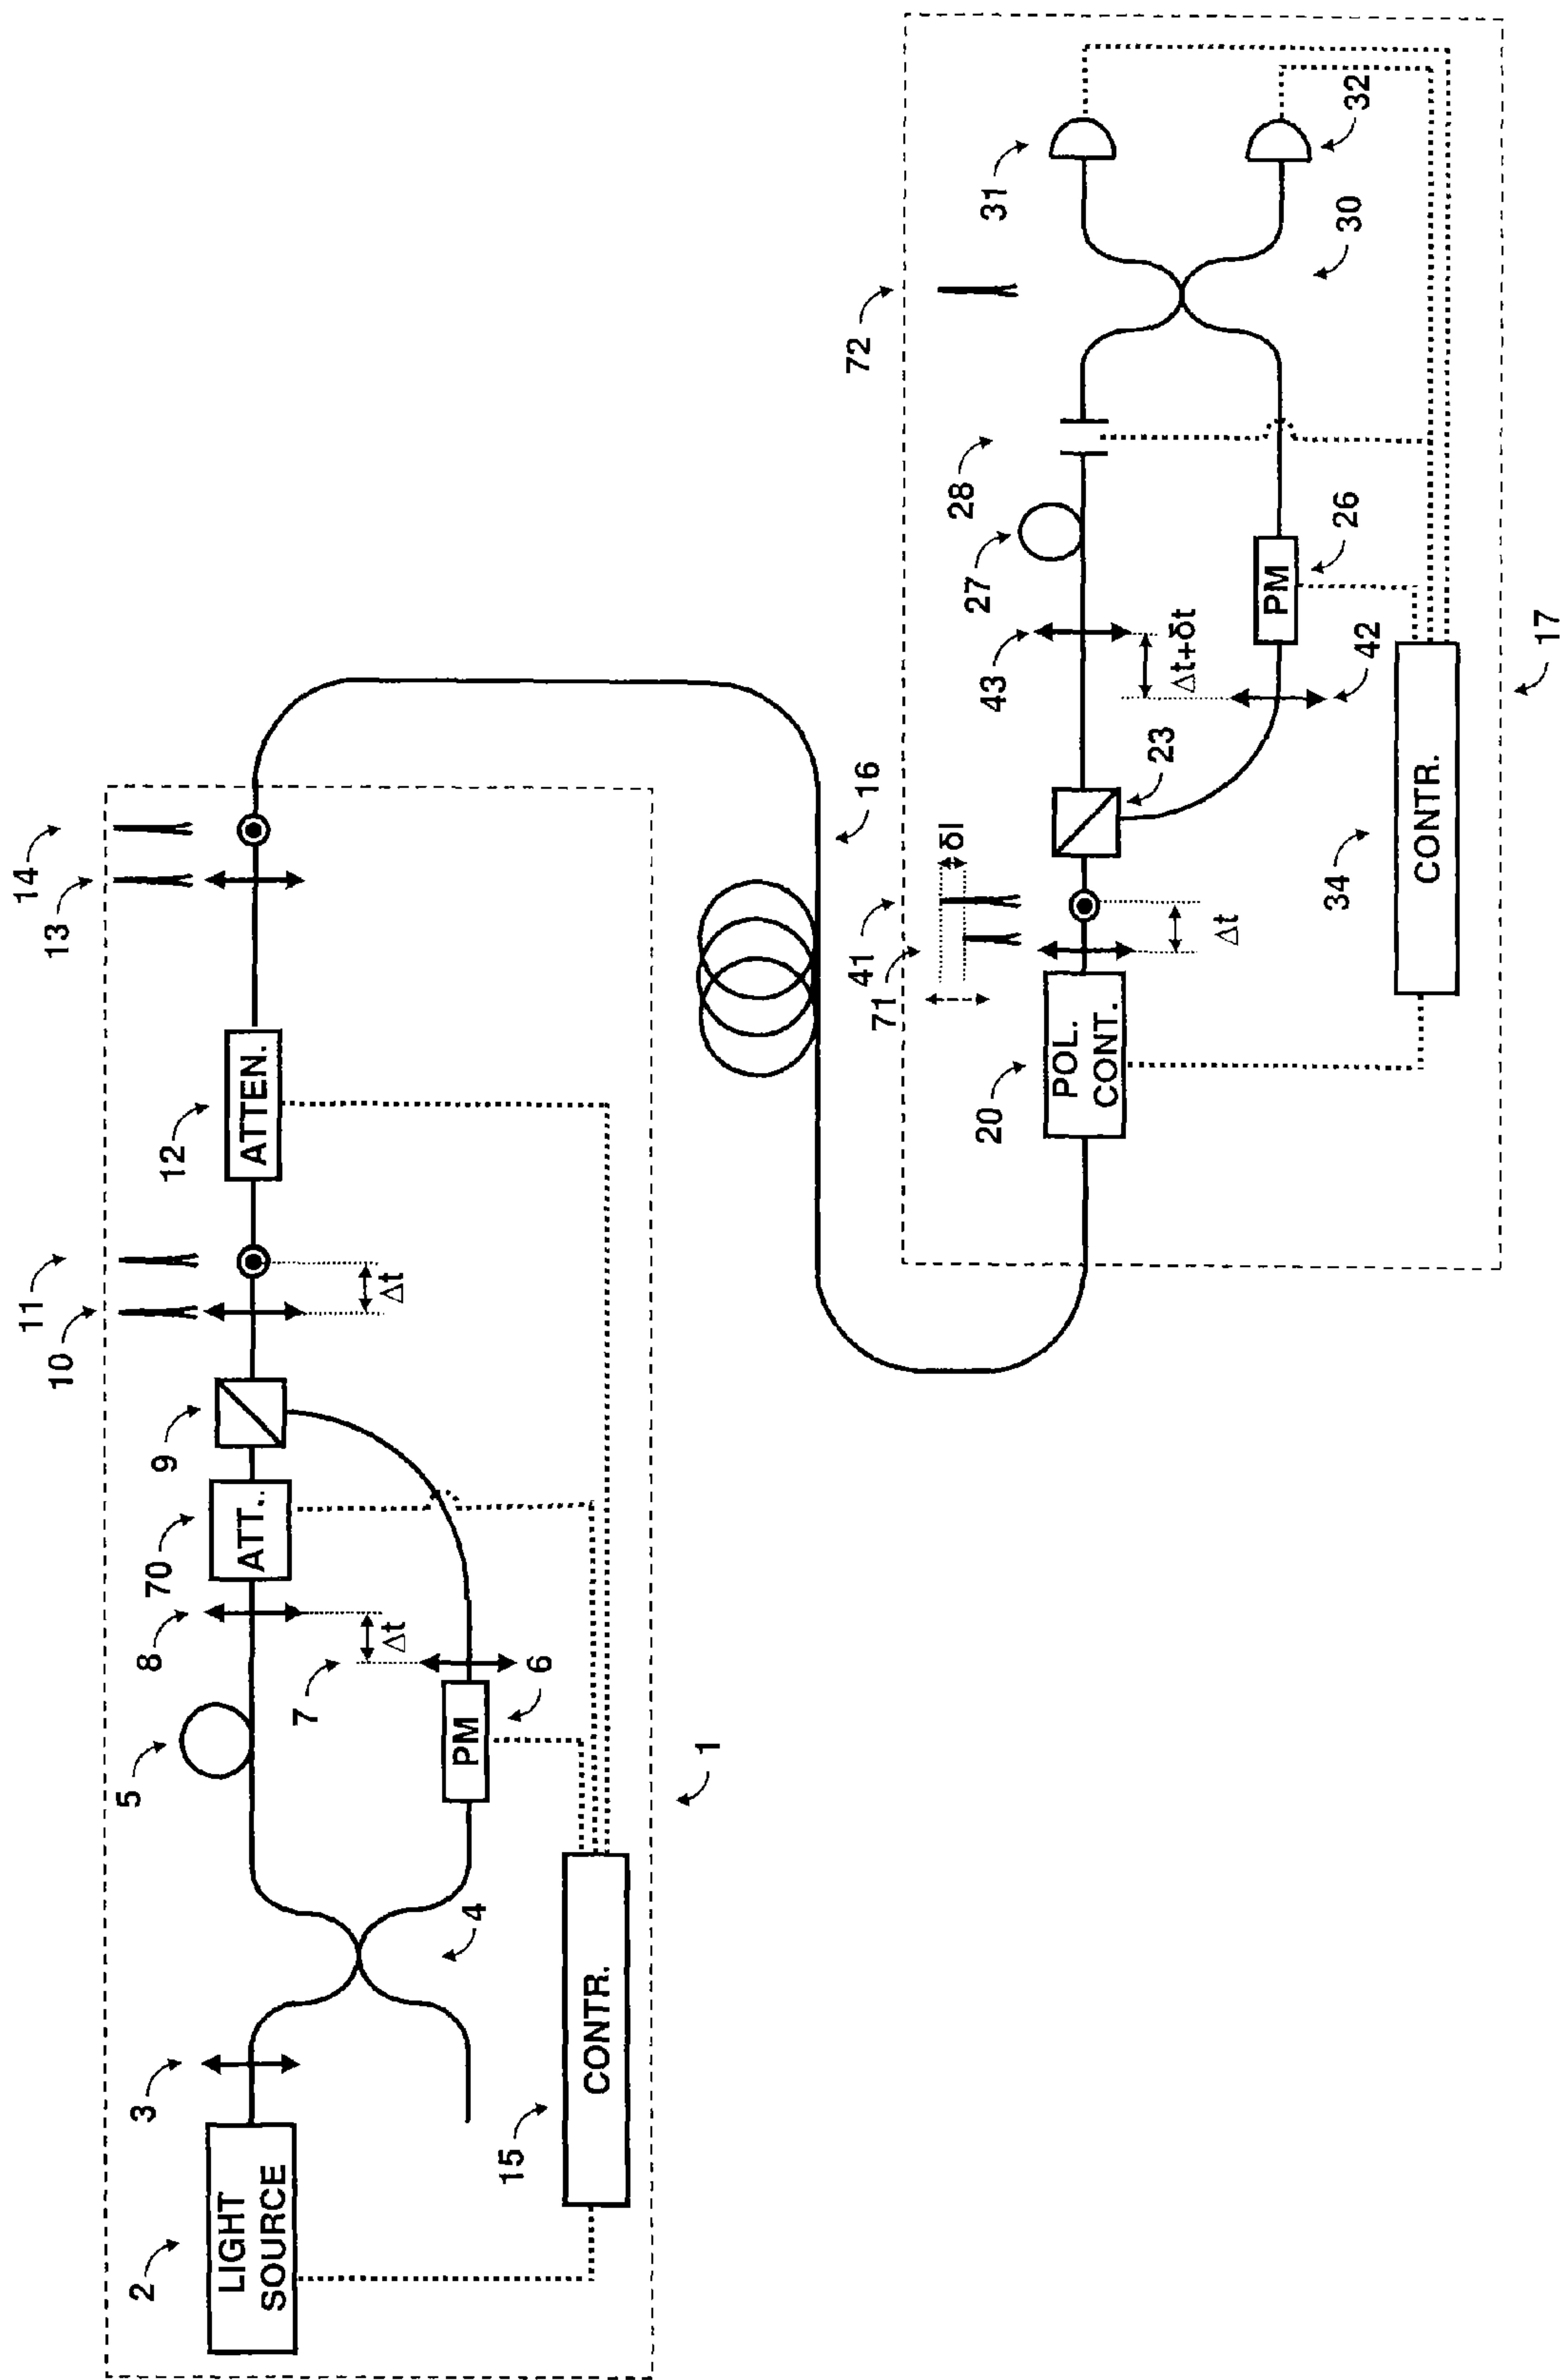 2
LIGHT
SOURCE
3
4
5
PM
6
7
Δt
8
70
ATT..
9
10
11
Δt
12
ATTEN.
13
14
15
CONTR.
1
16
20
POL.
CONT.
71
41
δl
Δt
23
43
42
Δt+δt
27
28
PM
26
72
30
31
32
34
CONTR.
17